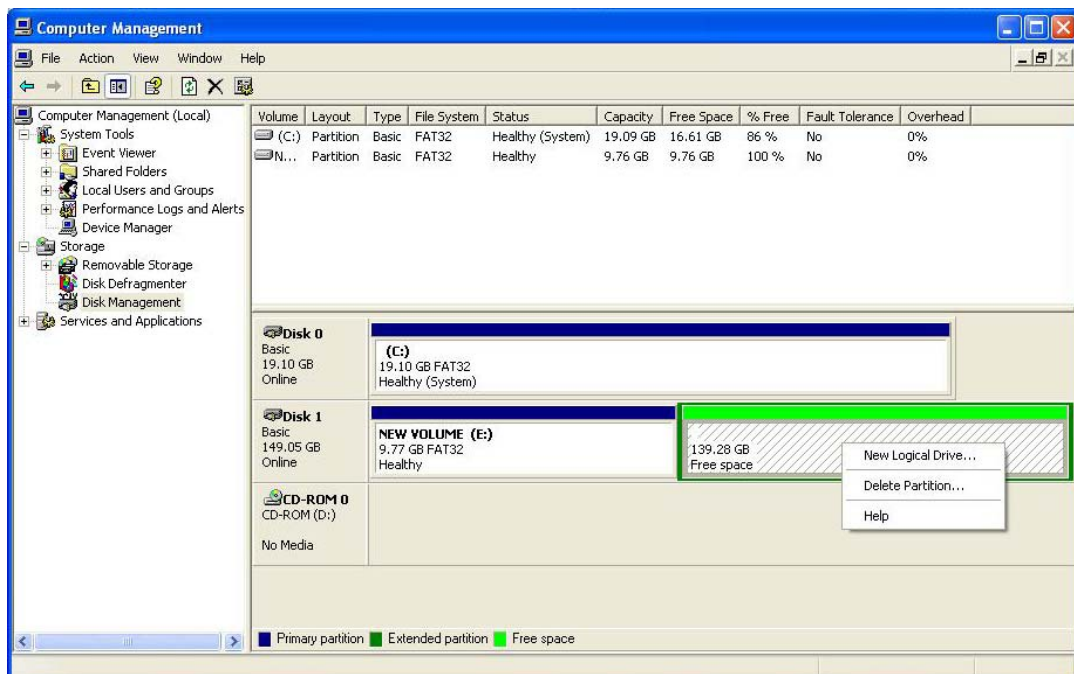 Computer Management
File Action View Window Help
Computer Management (Local)
System Tools
Event Viewer
Shared Folders
Local Users and Groups
Performance Logs and Alerts
Device Manager
Storage
Removable Storage
Disk Defragmenter
Disk Management
Services and Applications
Volume Layout Type File System Status Capacity Free Space % Free Fault Tolerance Overhead
(C:) Partition Basic FAT32 Healthy (System) 19.09 GB 16.61 GB 86 % No 0%
N... Partition Basic FAT32 Healthy 9.76 GB 9.76 GB 100 % No 0%
Disk 0
Basic
19.10 GB
Online
(C:)
19.10 GB FAT32
Healthy (System)
Disk 1
Basic
149.05 GB
Online
NEW VOLUME (E:)
9.77 GB FAT32
Healthy
139.28 GB
Free space
New Logical Drive...
Delete Partition...
Help
CD-ROM 0
CD-ROM (D:)
No Media
Primary partition Extended partition Free space